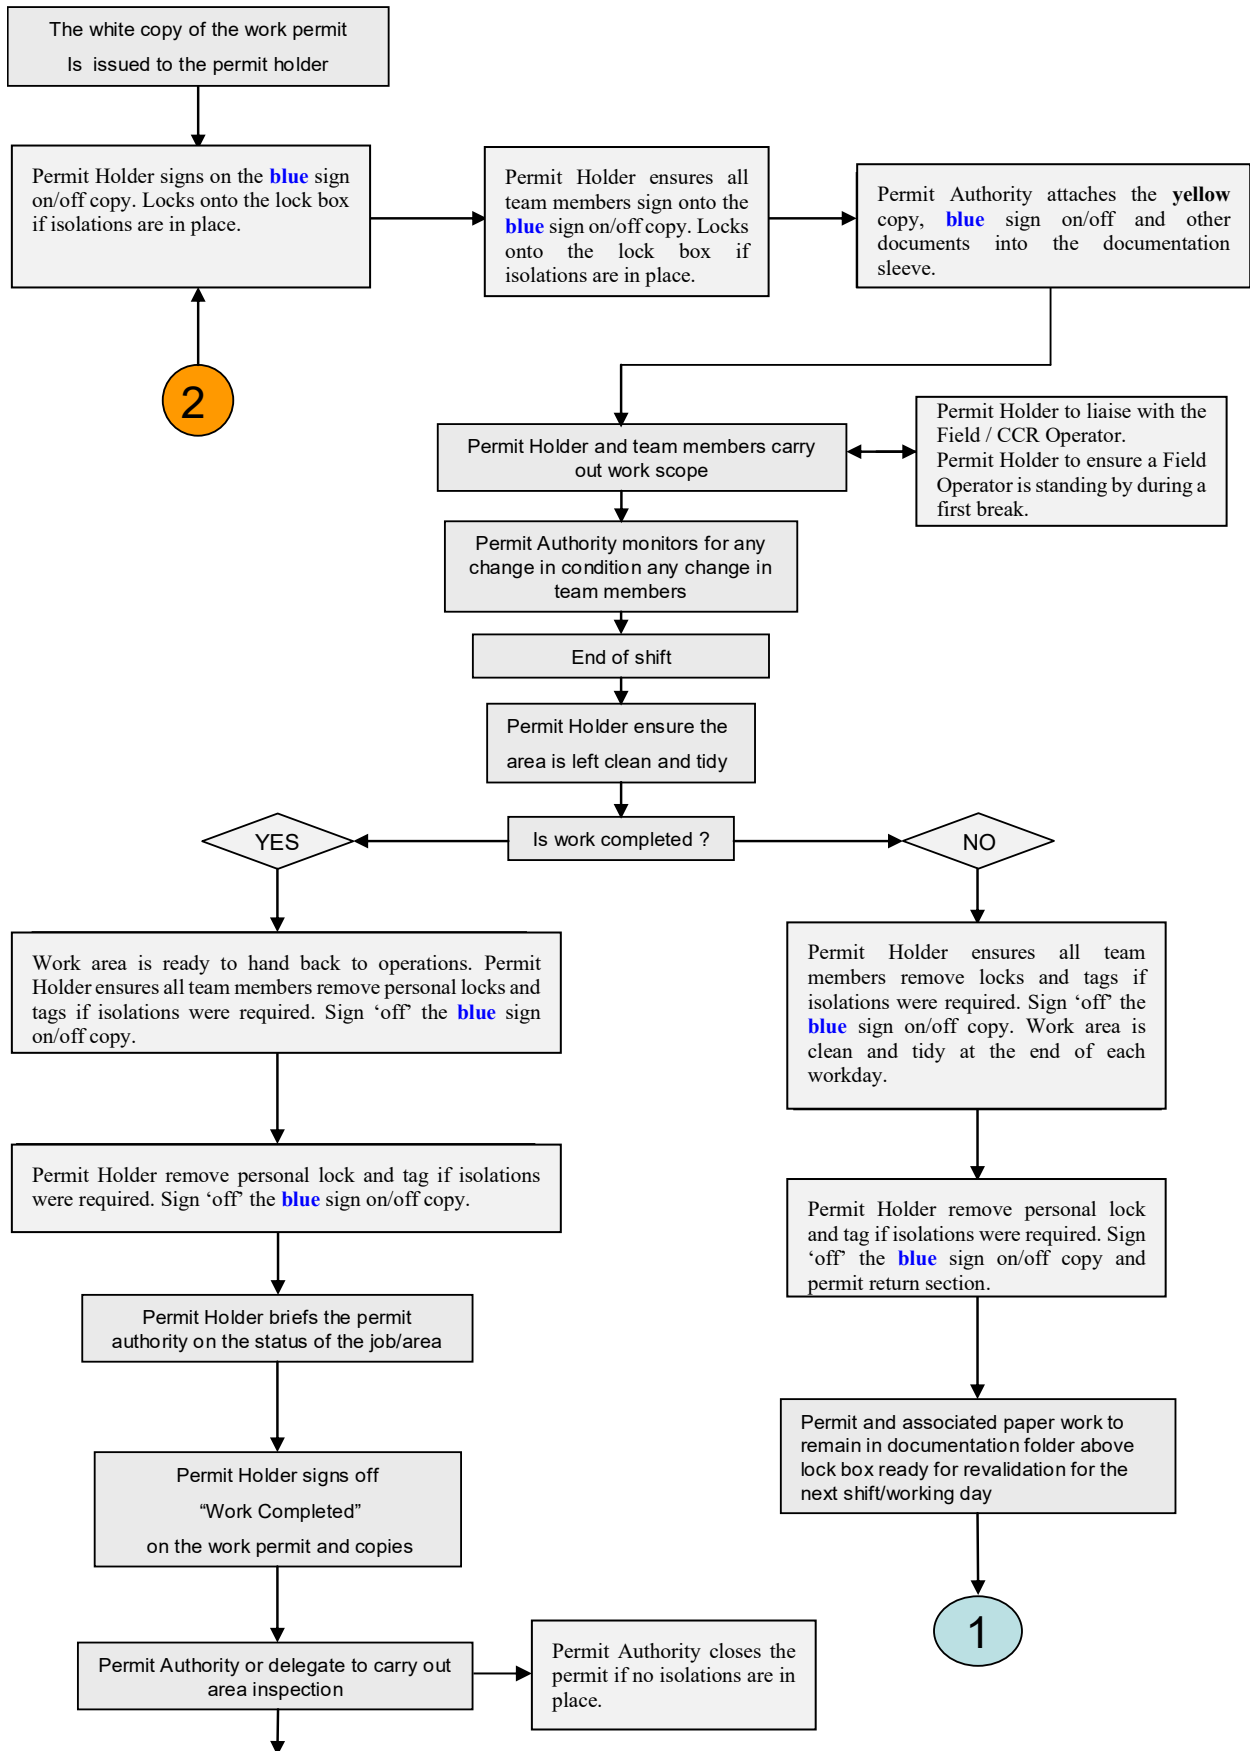 The white copy of the work permit
Is issued to the permit holder
Permit Holder signs on the blue sign
on/off copy. Locks onto the lock box
if isolations are in place.
Permit Holder ensures all
team members sign onto the
blue sign on/off copy. Locks
onto the lock box if
isolations are in place.
Permit Authority attaches the yellow
copy, blue sign on/off and other
documents into the documentation
sleeve.
2
Permit Holder and team members carry
out work scope
Permit Holder to liaise with the
Field / CCR Operator.
Permit Holder to ensure a Field
Operator is standing by during a
first break.
Permit Authority monitors for any
change in condition any change in
team members
End of shift
Permit Holder ensure the
area is left clean and tidy
YES
Is work completed ?
NO
Work area is ready to hand back to operations. Permit
Holder ensures all team members remove personal locks and
tags if isolations were required. Sign ‘off’ the blue sign
on/off copy.
Permit Holder ensures all team
members remove locks and tags if
isolations were required. Sign ‘off’ the
blue sign on/off copy. Work area is
clean and tidy at the end of each
workday.
Permit Holder remove personal lock and tag if isolations
were required. Sign ‘off’ the blue sign on/off copy.
Permit Holder remove personal lock
and tag if isolations were required. Sign
‘off’ the blue sign on/off copy and
permit return section.
Permit Holder briefs the permit
authority on the status of the job/area
Permit and associated paper work to
remain in documentation folder above
lock box ready for revalidation for the
next shift/working day
Permit Holder signs off
“Work Completed”
on the work permit and copies
1
Permit Authority or delegate to carry out
area inspection
Permit Authority closes the
permit if no isolations are in
place.